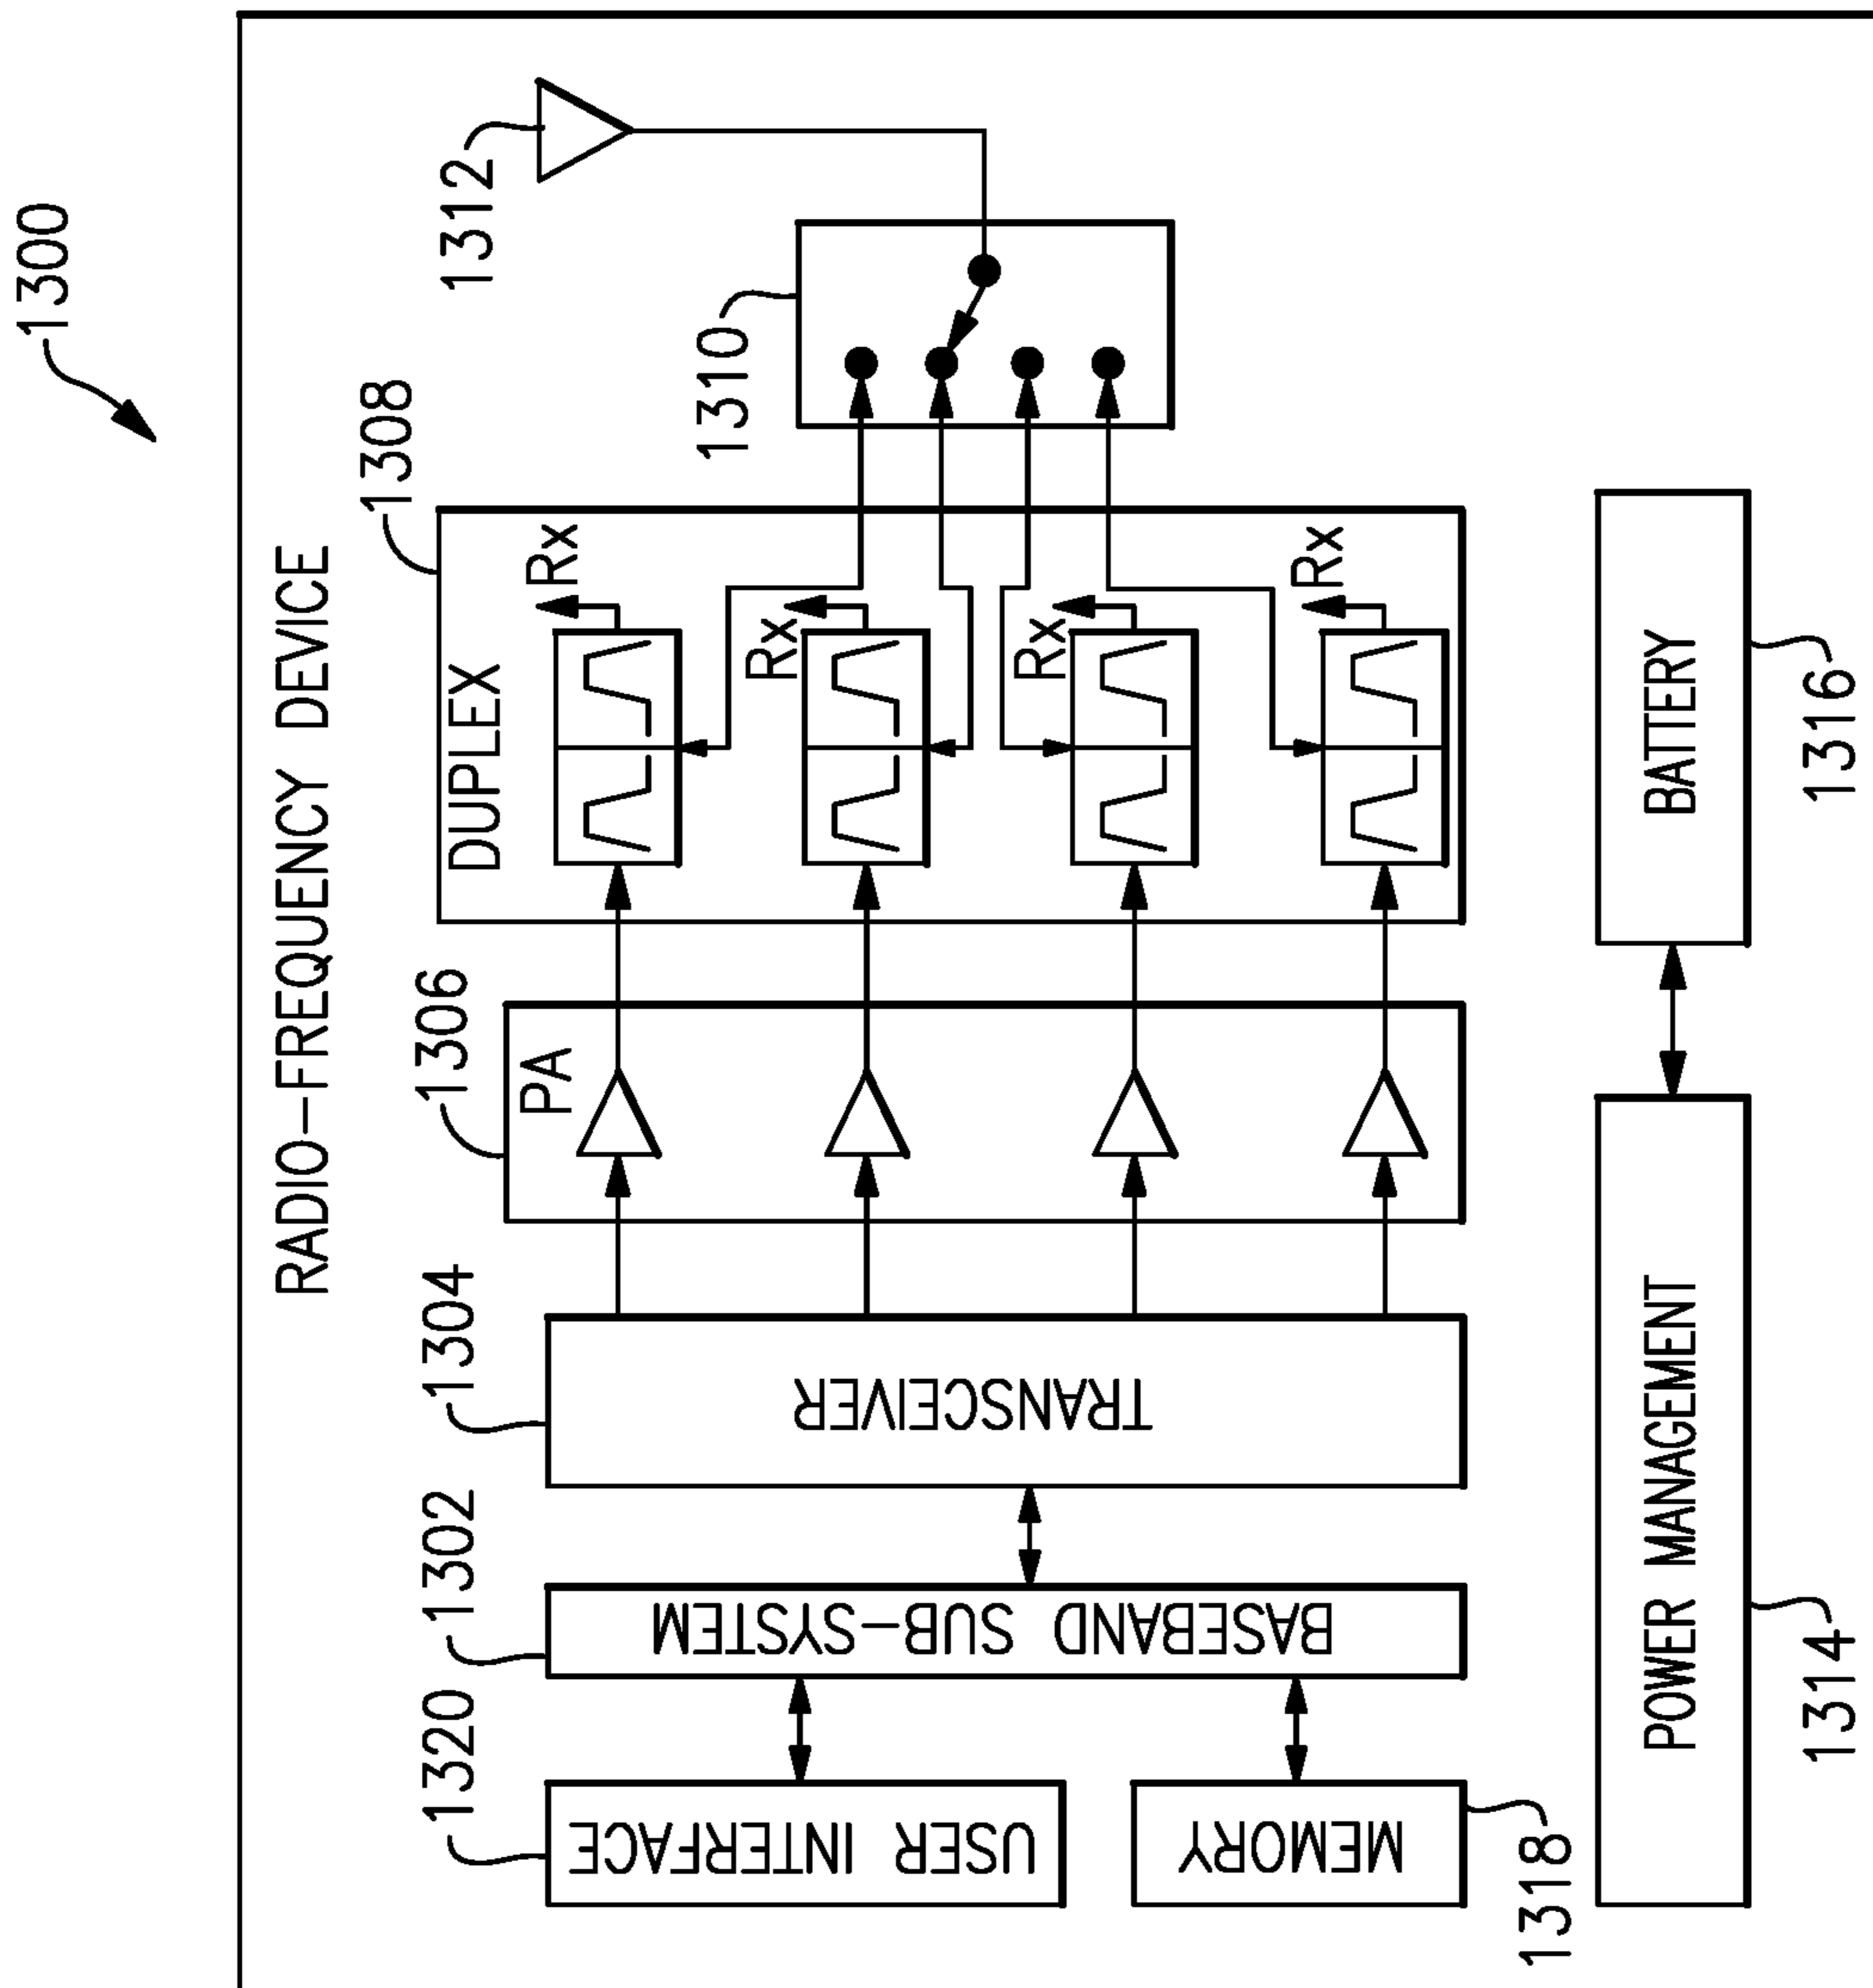 1300
RADIO-FREQUENCY DEVICE
1320
1302
1304
1306
1308
1310
1312
USER INTERFACE
BASEBAND SUB-SYSTEM
TRANSCEIVER
PA
DUPLEX
Rx
Rx
Rx
Rx
MEMORY
1318
POWER MANAGEMENT
BATTERY
1314
1316